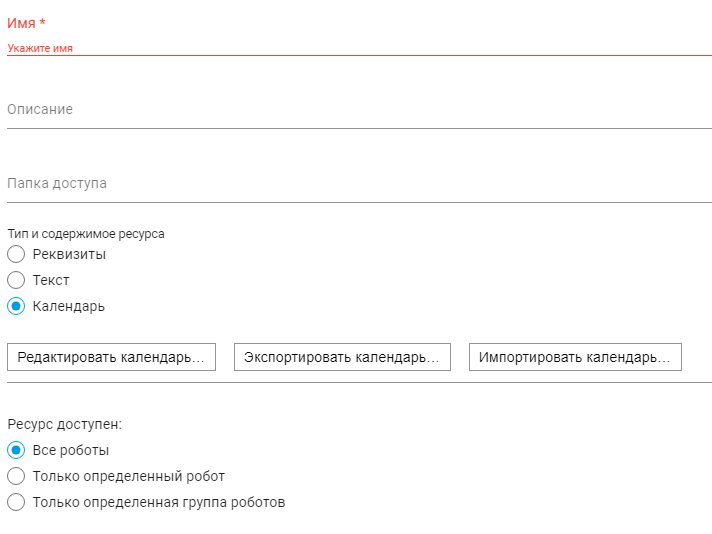 Имя *
Укажите имя
Описание
Папка доступа
Тип и содержимое ресурса
Реквизиты
Текст
Календарь
Редактировать календарь... Экспортировать календарь... Импортировать календарь...
Ресурс доступен:
Все роботы
Только определенный робот
Только определенная группа роботов